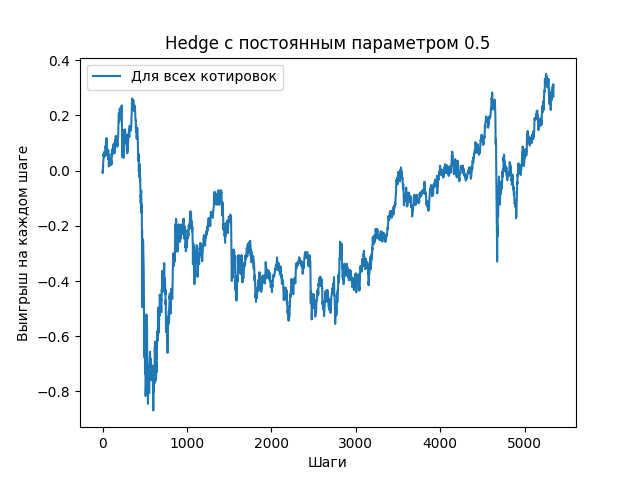 Hedge с постоянным параметром 0.5
Для всех котировок
Выигрыш на каждом шаге
0.4
0.2
0.0
−0.2
−0.4
−0.6
−0.8
0 1000 2000 3000 4000 5000
Шаги